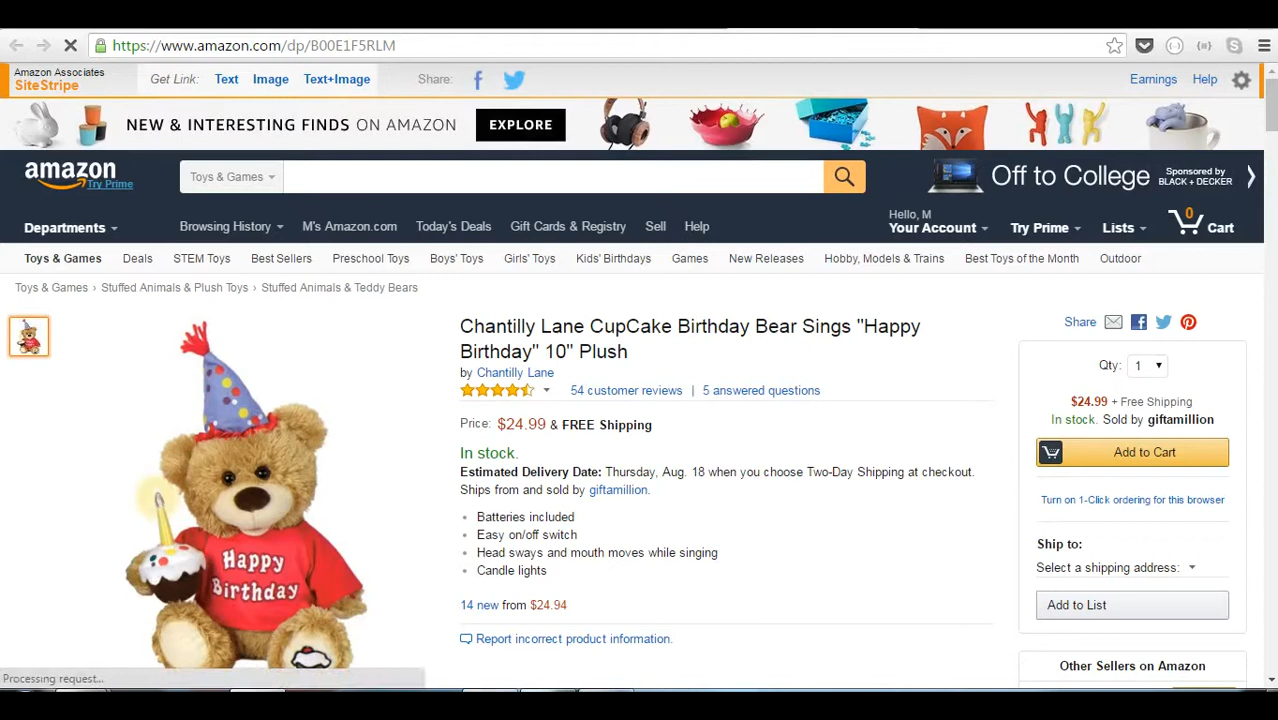 https://www.amazon.com/dp/B00E1F5RLM
Amazon Associates
SiteStripe
Get Link: Text Image Text+Image Share: Earnings Help
NEW & INTERESTING FINDS ON AMAZON EXPLORE
amazon
Try Prime
Toys & Games
Off to College
Sponsored by
BLACK + DECKER
Departments Browsing History M's Amazon.com Today's Deals Gift Cards & Registry Sell Help
Hello, M
Your Account Try Prime Lists 0 Cart
Toys & Games Deals STEM Toys Best Sellers Preschool Toys Boys' Toys Girls' Toys Kids' Birthdays Games New Releases Hobby, Models & Trains Best Toys of the Month Outdoor
Toys & Games › Stuffed Animals & Plush Toys › Stuffed Animals & Teddy Bears
Happy
Birthday
Chantilly Lane CupCake Birthday Bear Sings "Happy
Birthday" 10" Plush
by Chantilly Lane
54 customer reviews | 5 answered questions
Price: $24.99 & FREE Shipping
In stock.
Estimated Delivery Date: Thursday, Aug. 18 when you choose Two-Day Shipping at checkout.
Ships from and sold by giftamillion.
• Batteries included
• Easy on/off switch
• Head sways and mouth moves while singing
• Candle lights
14 new from $24.94
Report incorrect product information.
Share
Qty: 1
$24.99 + Free Shipping
In stock. Sold by giftamillion
Add to Cart
Turn on 1-Click ordering for this browser
Ship to:
Select a shipping address:
Add to List
Other Sellers on Amazon
Processing request...